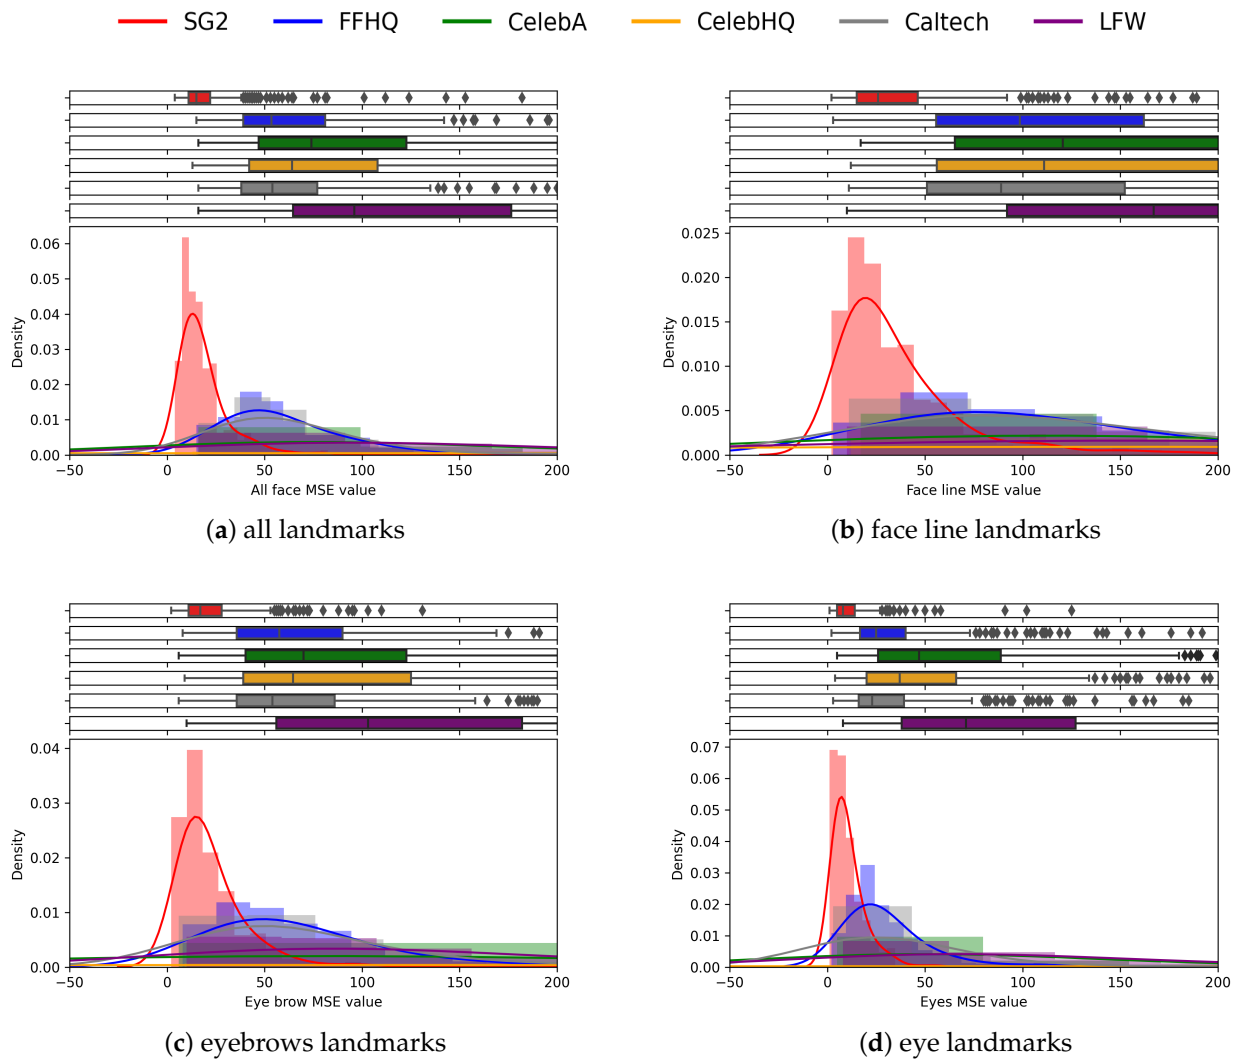 SG2 FFHQ CelebA CelebHQ Caltech LFW
0.06
0.05
0.04
0.03
0.02
0.01
0.00
Density
−50 0 50 100 150 200
All face MSE value
(a) all landmarks
0.025
0.020
0.015
0.010
0.005
0.000
Density
−50 0 50 100 150 200
Face line MSE value
(b) face line landmarks
0.04
0.03
0.02
0.01
0.00
Density
−50 0 50 100 150 200
Eye brow MSE value
(c) eyebrows landmarks
0.07
0.06
0.05
0.04
0.03
0.02
0.01
0.00
Density
−50 0 50 100 150 200
Eyes MSE value
(d) eye landmarks